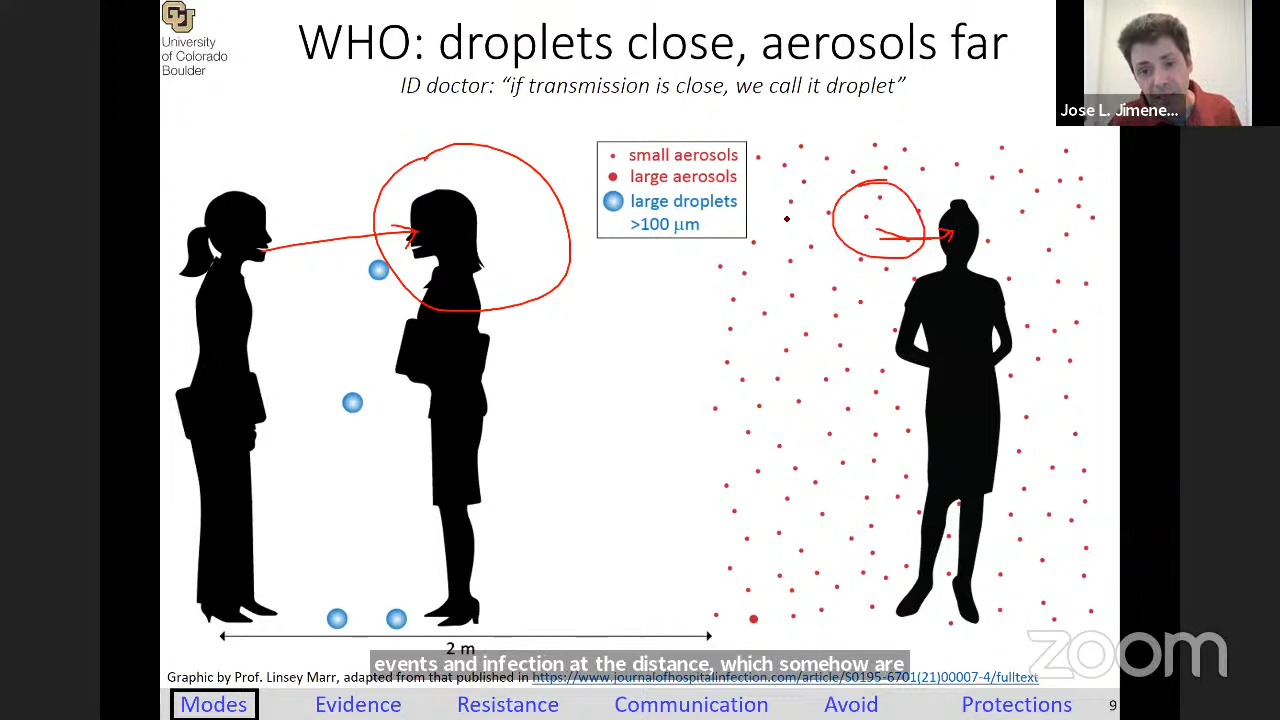 University
of Colorado
Boulder
WHO: droplets close, aerosols far
ID doctor: “if transmission is close, we call it droplet”
Jose L. Jimene...
small aerosols
large aerosols
large droplets
>100 µm
2 m
events and infection at the distance, which somehow are
Graphic by Prof. Linsey Marr, adapted from that published in https://www.journalofhospitalinfection.com/article/S0195-6701(21)00007-4/fulltext
zoom
Modes Evidence Resistance Communication Avoid Protections 9